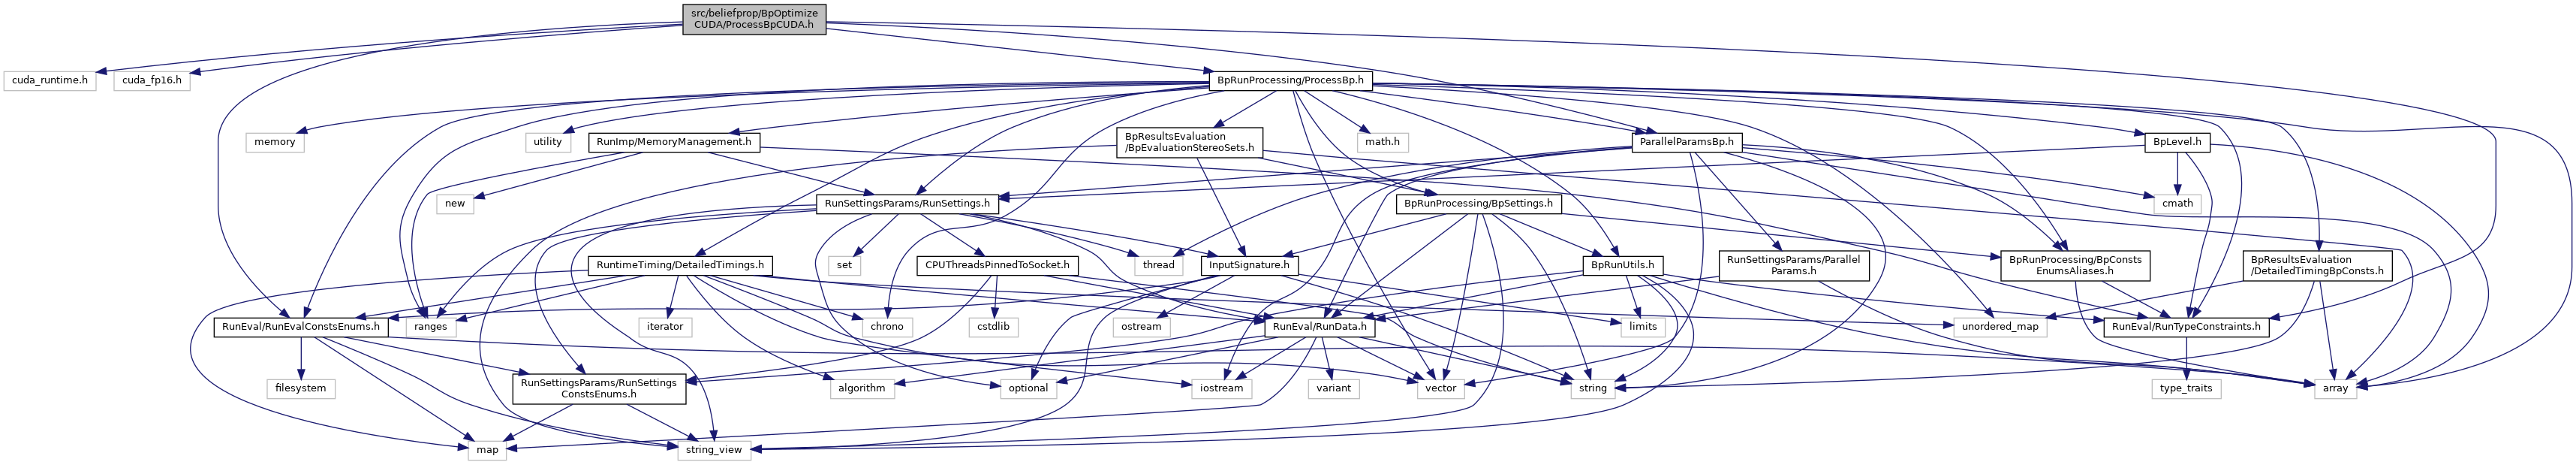 src/beliefprop/BpOptimize
CUDA/ProcessBpCUDA.h
cuda_runtime.h
cuda_fp16.h
BpRunProcessing/ProcessBp.h
memory
utility
RunImp/MemoryManagement.h
BpResultsEvaluation
/BpEvaluationStereoSets.h
math.h
ParallelParamsBp.h
BpLevel.h
new
RunSettingsParams/RunSettings.h
BpRunProcessing/BpSettings.h
cmath
RuntimeTiming/DetailedTimings.h
set
CPUThreadsPinnedToSocket.h
thread
InputSignature.h
BpRunUtils.h
RunSettingsParams/Parallel
Params.h
BpRunProcessing/BpConsts
EnumsAliases.h
BpResultsEvaluation
/DetailedTimingBpConsts.h
RunEval/RunEvalConstsEnums.h
ranges
iterator
chrono
cstdlib
ostream
RunEval/RunData.h
limits
unordered_map
RunEval/RunTypeConstraints.h
filesystem
RunSettingsParams/RunSettings
ConstsEnums.h
algorithm
optional
iostream
variant
vector
string
type_traits
array
map
string_view